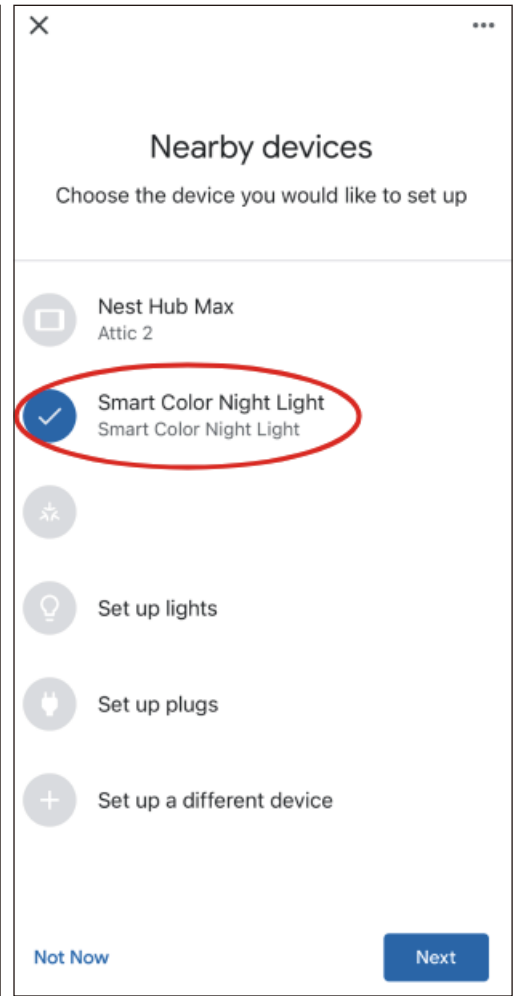 Nearby devices
Choose the device you would like to set up
Nest Hub Max
Attic 2
Smart Color Night Light
Smart Color Night Light
Set up lights
Set up plugs
Set up a different device
Not Now
Next